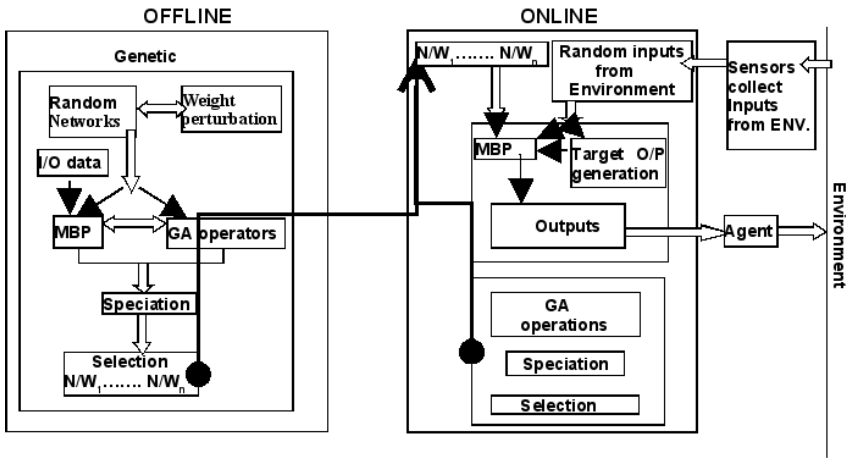 OFFLINE
ONLINE
Genetic
Random
Networks
Weight
perturbation
I/O data
MBP
GA operators
Speciation
Selection
N/W1....... N/Wn
N/W1....... N/Wn
Random inputs
from
Environment
Sensors
collect
Inputs
from ENV.
MBP
Target O/P
generation
Outputs
Agent
Environment
GA
operations
Speciation
Selection